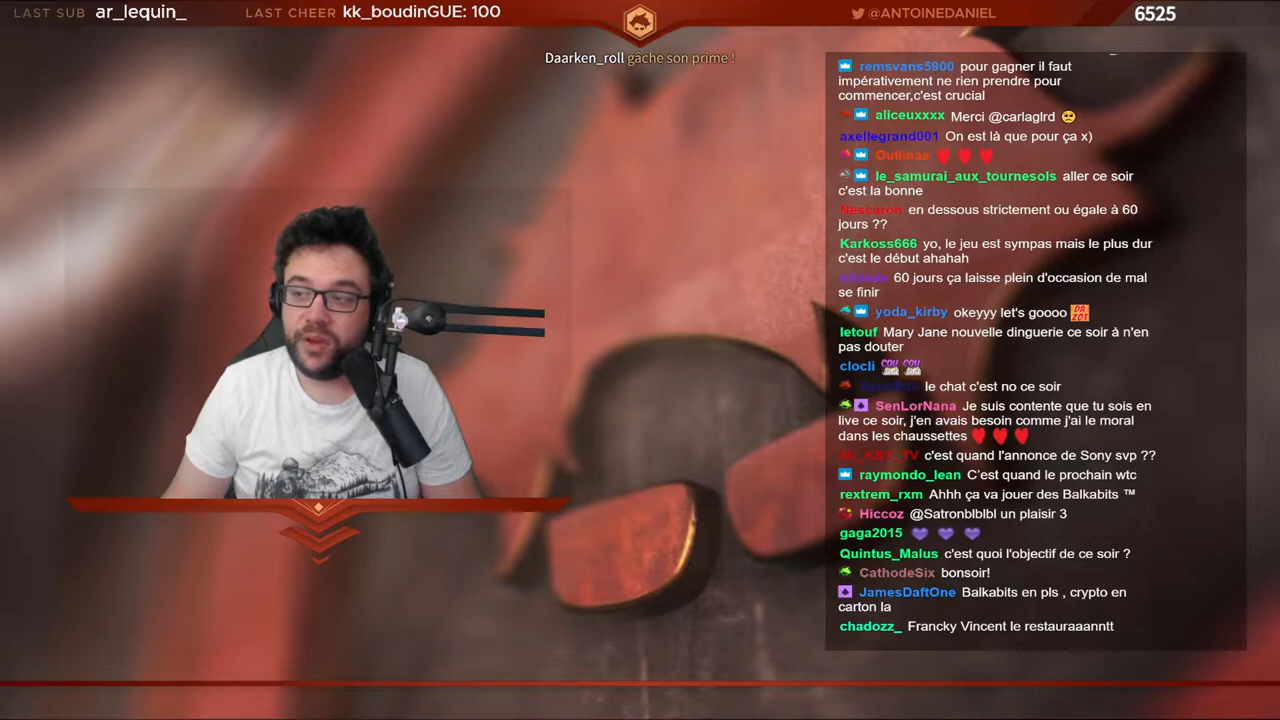 LAST SUB ar_lequin_ LAST CHEER kk_boudinGUE: 100 @ANTOINEDANIEL 6525
Daarken_roll gâche son prime !
remsvans5900 pour gagner il faut
impérativement ne rien prendre pour
commencer,c'est crucial
aliceuxxxx Merci @carlaglrd
axellegrand001 On est là que pour ça x)
Oullinaa
le_samurai_aux_tournesols aller ce soir
c'est la bonne
Nescaron en dessous strictement ou égale à 60
jours ??
Karkoss666 yo, le jeu est sympas mais le plus dur
c'est le début ahahah
60 jours ça laisse plein d'occasion de mal
se finir
yoda_kirby okeyyy let's goooo
letouf Mary Jane nouvelle dinguerie ce soir à n'en
pas douter
clocli
le chat c'est no ce soir
SenLorNana Je suis contente que tu sois en
live ce soir, j'en avais besoin comme j'ai le moral
dans les chaussettes
c'est quand l'annonce de Sony svp ??
raymondo_lean C'est quand le prochain wtc
rextrem_rxm Ahhh ça va jouer des Balkabits ™
Hiccoz @Satronblblbl un plaisir 3
gaga2015
Quintus_Malus c'est quoi l'objectif de ce soir ?
CathodeSix bonsoir!
JamesDaftOne Balkabits en pls , crypto en
carton la
chadozz_ Francky Vincent le restauraaanntt